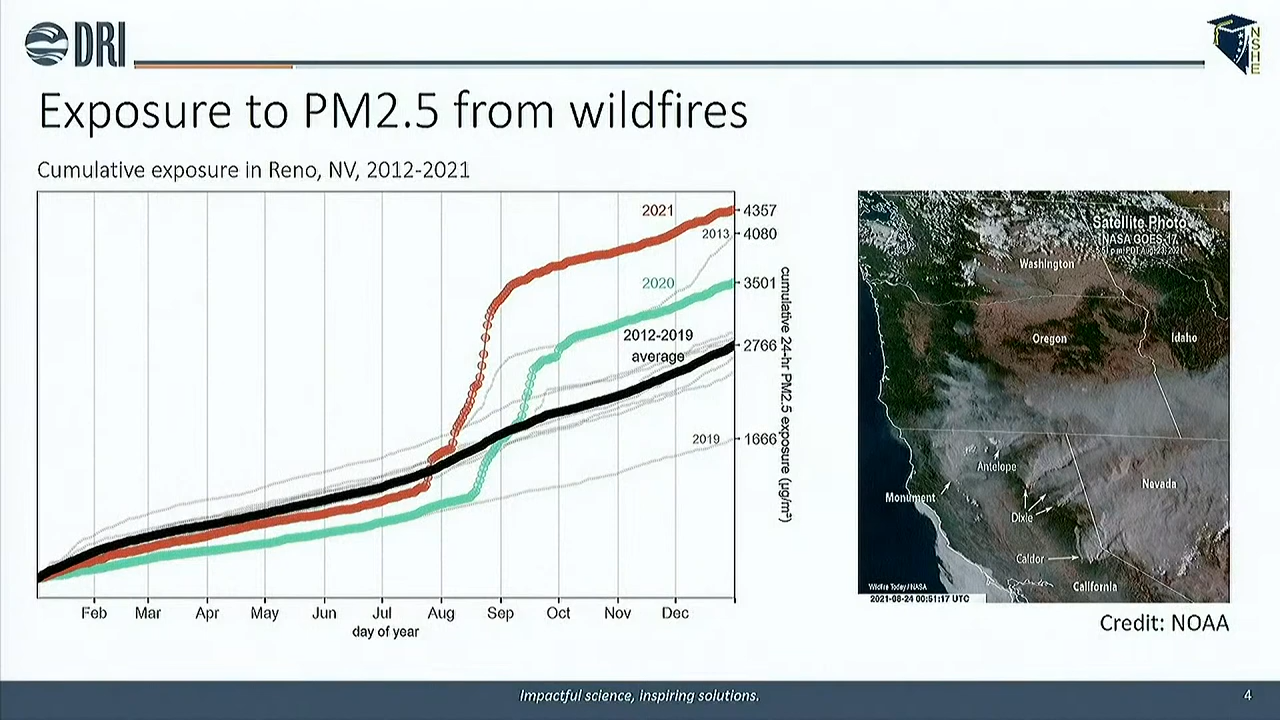 DRI
NSHE
Exposure to PM2.5 from wildfires
Cumulative exposure in Reno, NV, 2012-2021
2021
2013
2020
2012-2019
average
2019
4357
4080
3501
2766
1666
cumulative 24-hr PM2.5 exposure (µg/m³)
Feb Mar Apr May Jun Jul Aug Sep Oct Nov Dec
day of year
Satellite Photo
NASA GOES-17
Washington
Oregon
Idaho
Antelope
Monument
Nevada
Dixie
Caldor
California
Wildfire Today/NASA
2021-08-24 00:51:17 UTC
Credit: NOAA
Impactful science, inspiring solutions.
4